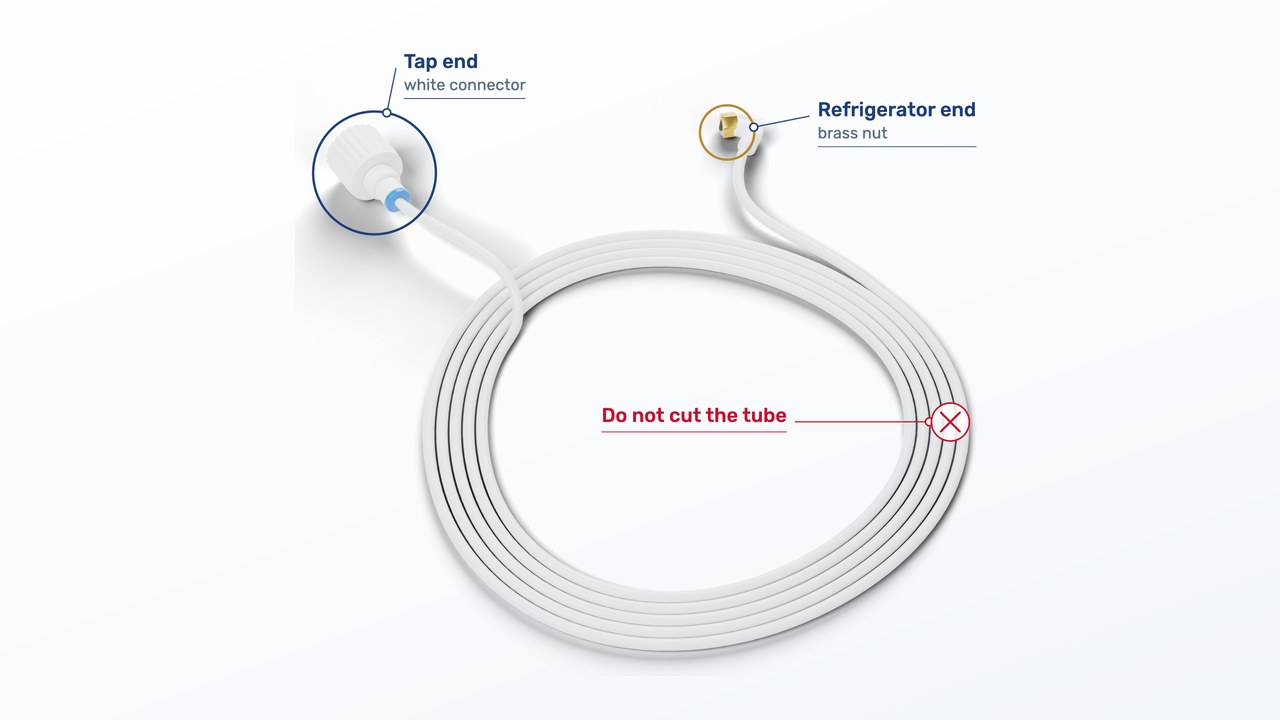 Tap end
white connector
Refrigerator end
brass nut
Do not cut the tube